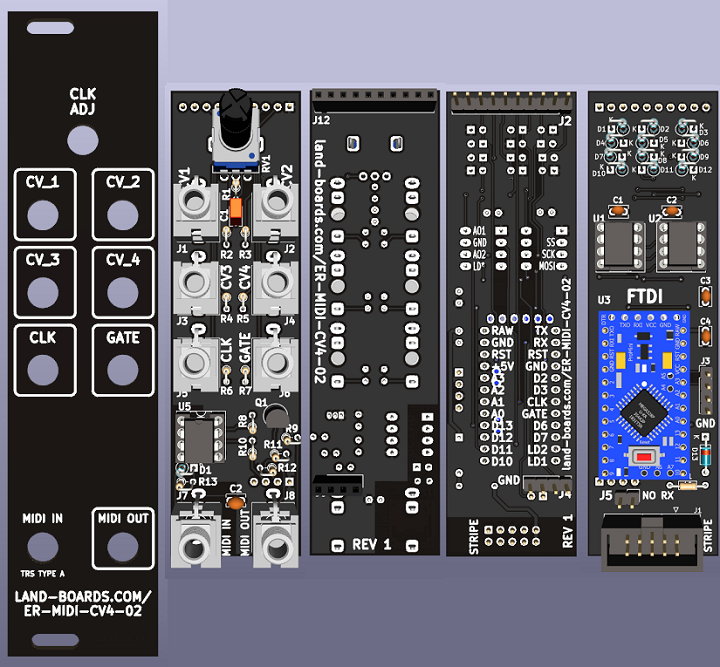 CLK
ADJ
CV_1
CV_2
CV_3
CV_4
CLK
GATE
MIDI IN
MIDI OUT
TRS TYPE A
LAND-BOARDS.COM/
ER-MIDI-CV4-02
RV1
CV2
R1
C1
J1
J2
R2
R3
CV3
CV4
J3
J4
R4
R5
CLK
GATE
R6
R7
U5
Q1
R8
R9
R10
R11
R12
D1
R13
J7
C2
J8
MIDI IN
MIDI OUT
J12
land-boards.com/ER-MIDI-CV4-02
REV 1
J2
AO1
GND
AO2
LD*
SS
SCK
MOSI
RAW
TX
GND
RX
RST
RST
+5V
GND
D2
A2
D3
A1
CLK
A0
GATE
D13
D6
D12
D7
D11
LD2
D10
LD1
land-boards.com/ER-MIDI-CV4-02
GND
J4
STRIPE
REV 1
D1
D2
D3
D4
D5
D6
D7
D8
D9
D10
D11
D12
C1
C2
U1
U2
C3
U3
FTDI
C4
J3
GND
K
D13
J5
NO RX
J1
STRIPE